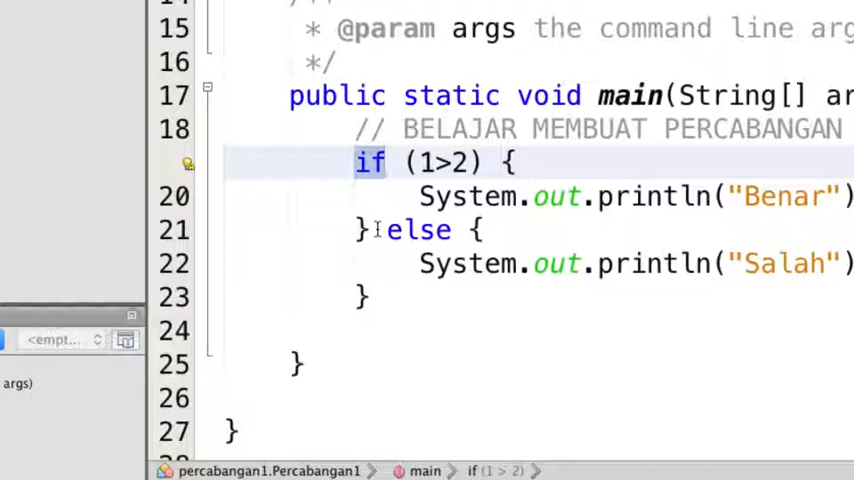 15 * @param args the command line arg
16 */
17 public static void main(String[] ar
18 // BELAJAR MEMBUAT PERCABANGAN
if (1>2) {
20 System.out.println("Benar")
21 } else {
22 System.out.println("Salah")
23 }
24
25 }
26
27 }
<empt...
args)
percabangan1.Percabangan1 main if (1 > 2)